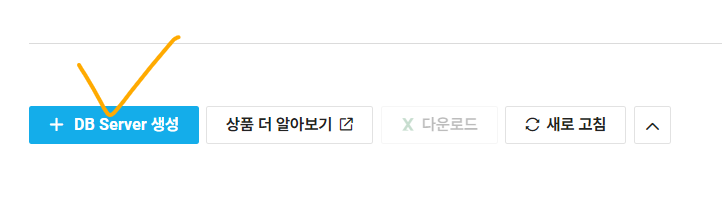 + DB Server 생성 상품 더 알아보기 다운로드 새로 고침